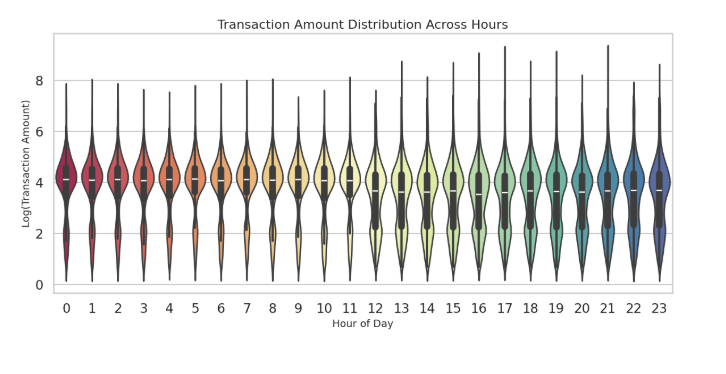 Transaction Amount Distribution Across Hours
Log(Transaction Amount)
8
6
4
2
0
0 1 2 3 4 5 6 7 8 9 10 11 12 13 14 15 16 17 18 19 20 21 22 23
Hour of Day